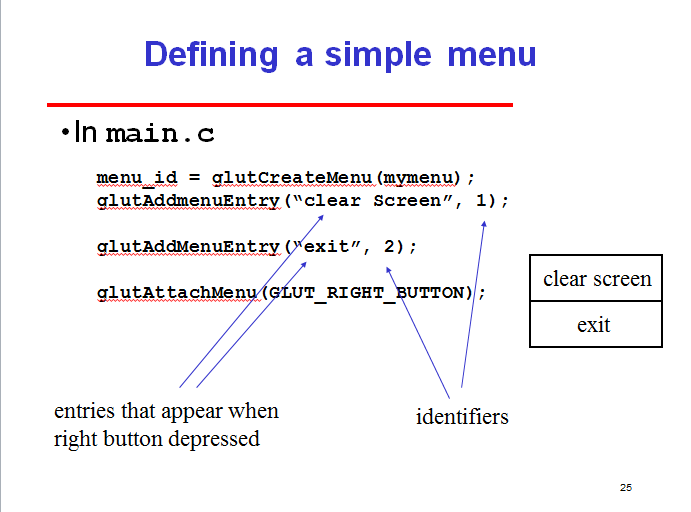 Defining a simple menu
•In main.c
menu_id = glutCreateMenu(mymenu);
glutAddmenuEntry(“clear Screen”, 1);
glutAddMenuEntry(“exit”, 2);
glutAttachMenu(GLUT_RIGHT_BUTTON);
clear screen
exit
entries that appear when
right button depressed
identifiers
25